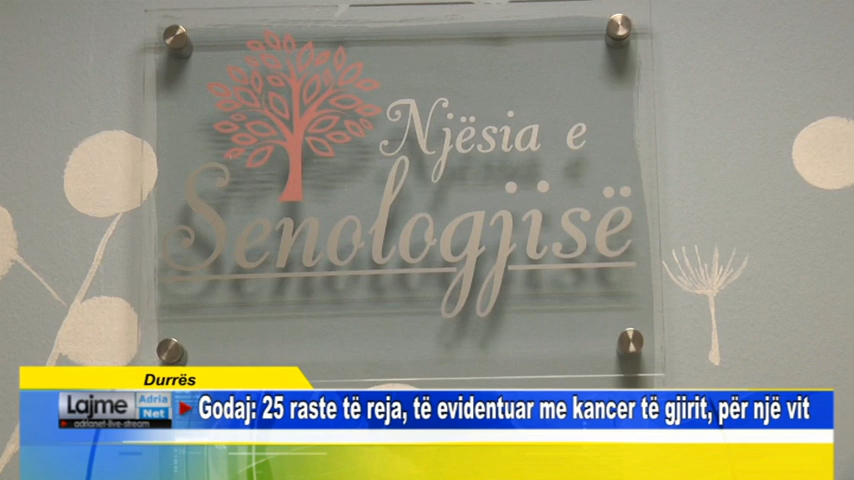 Njësia e
Senologjisë
Durrës
Lajme
Adria
Net
adrianet-live-stream
Godaj: 25 raste të reja, të evidentuar me kancer të gjirit, për një vit